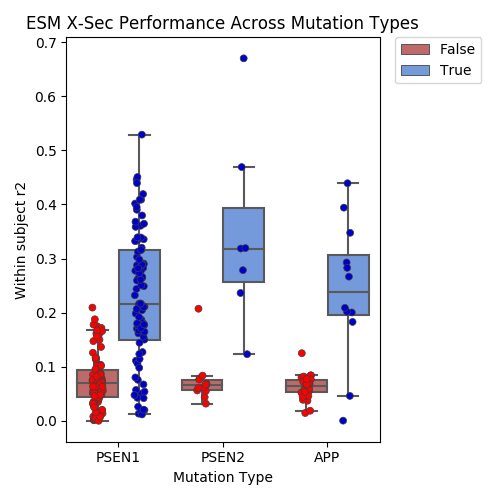 ESM X-Sec Performance Across Mutation Types
False
True
Within subject r2
0.7
0.6
0.5
0.4
0.3
0.2
0.1
0.0
PSEN1
PSEN2
APP
Mutation Type